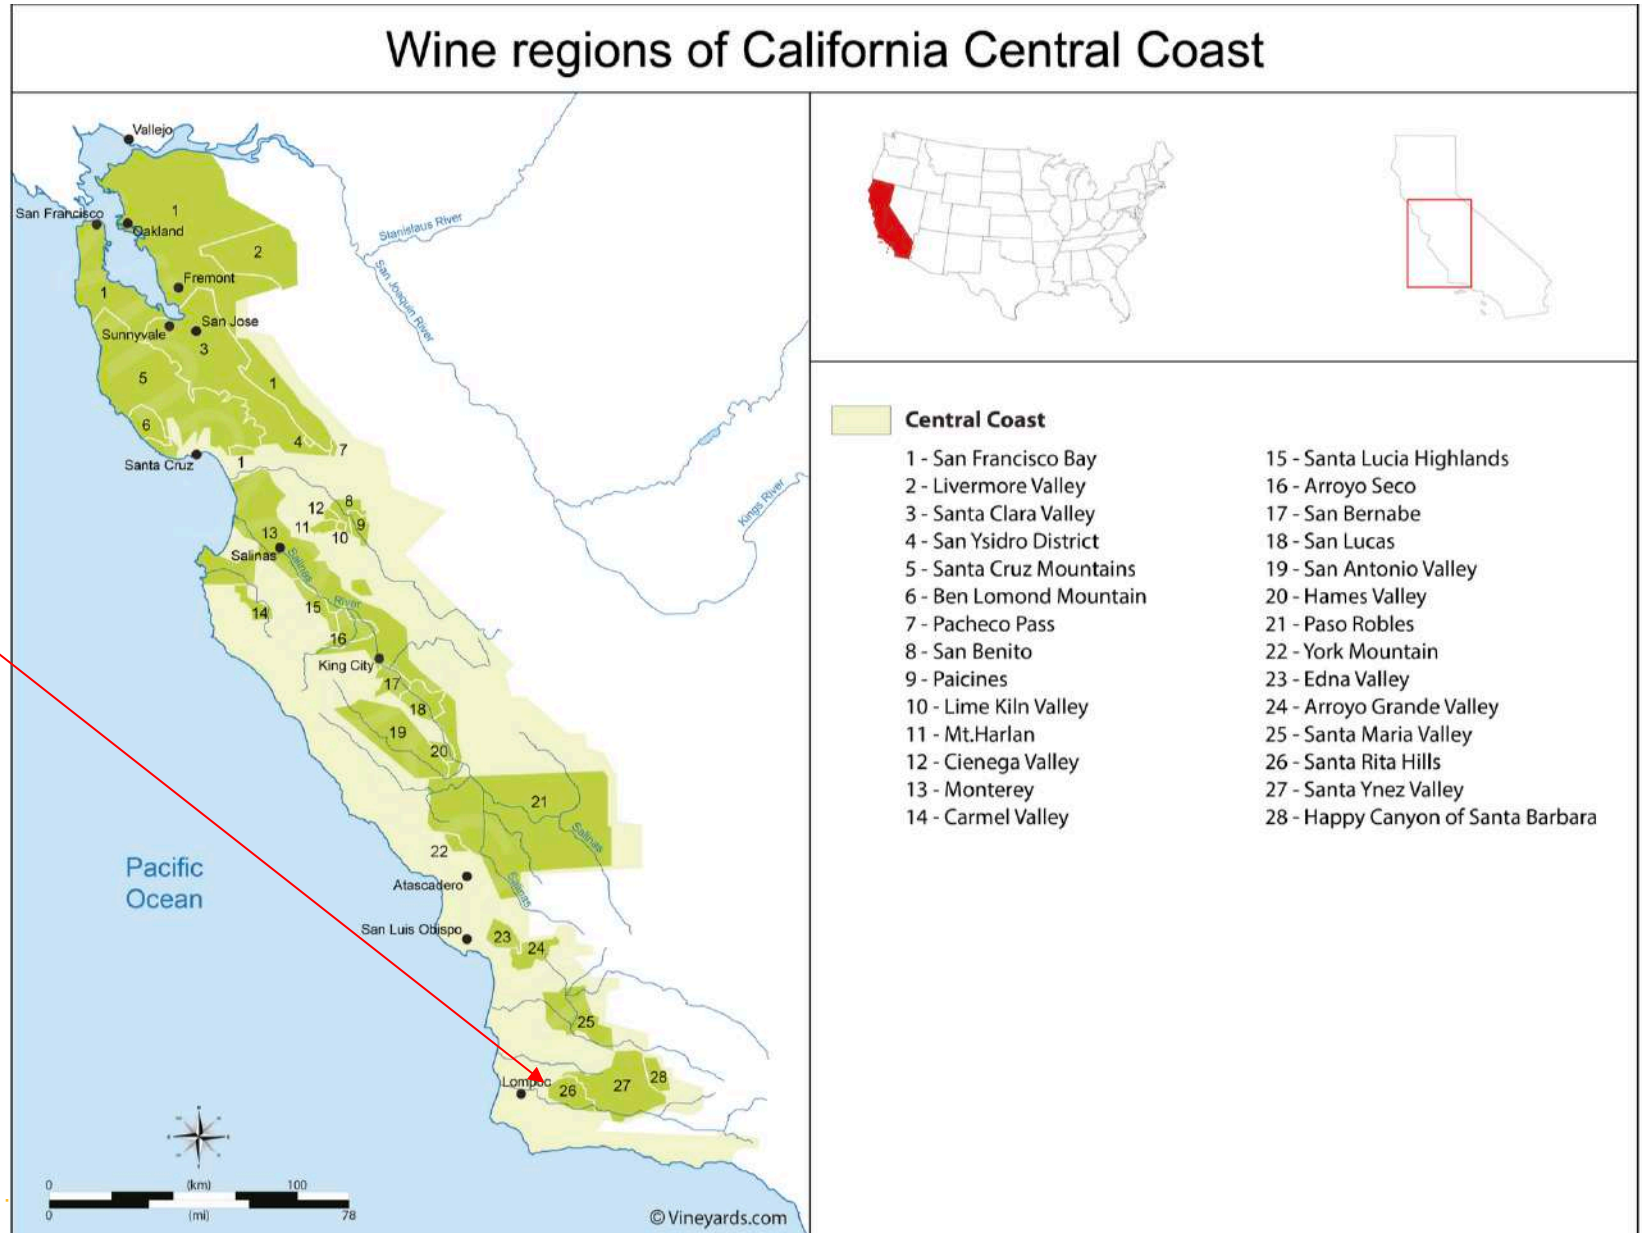 Wine regions of California Central Coast
Vallejo
San Francisco
1
Oakland
Stanislaus River
2
San Joaquin River
Fremont
1
Sunnyvale
San Jose
3
5
1
6
4
7
Santa Cruz
1
Kings River
8
12
11
9
10
13
Salinas
Salinas
River
14
15
16
King City
17
18
19
20
21
Salinas
22
Atascadero
Salinas
San Luis Obispo
23
24
25
Lompoc
26
27
28
Pacific
Ocean
0 (km) 100
0 (mi) 78
© Vineyards.com
Central Coast
1 - San Francisco Bay
2 - Livermore Valley
3 - Santa Clara Valley
4 - San Ysidro District
5 - Santa Cruz Mountains
6 - Ben Lomond Mountain
7 - Pacheco Pass
8 - San Benito
9 - Paicines
10 - Lime Kiln Valley
11 - Mt.Harlan
12 - Cienega Valley
13 - Monterey
14 - Carmel Valley
15 - Santa Lucia Highlands
16 - Arroyo Seco
17 - San Bernabe
18 - San Lucas
19 - San Antonio Valley
20 - Hames Valley
21 - Paso Robles
22 - York Mountain
23 - Edna Valley
24 - Arroyo Grande Valley
25 - Santa Maria Valley
26 - Santa Rita Hills
27 - Santa Ynez Valley
28 - Happy Canyon of Santa Barbara